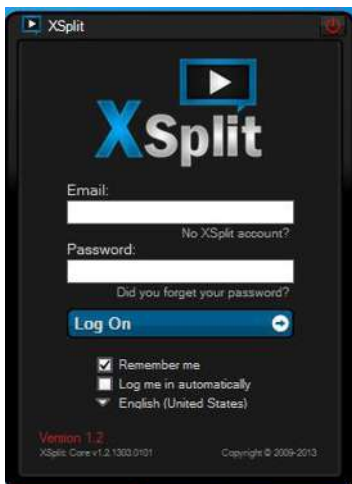 XSplit
XSplit
Email:
No XSplit account?
Password:
Did you forget your password?
Log On
Remember me
Log me in automatically
English (United States)
Version 1.2
XSplit Core v1.2.1303.0101 Copyright © 2009-2013